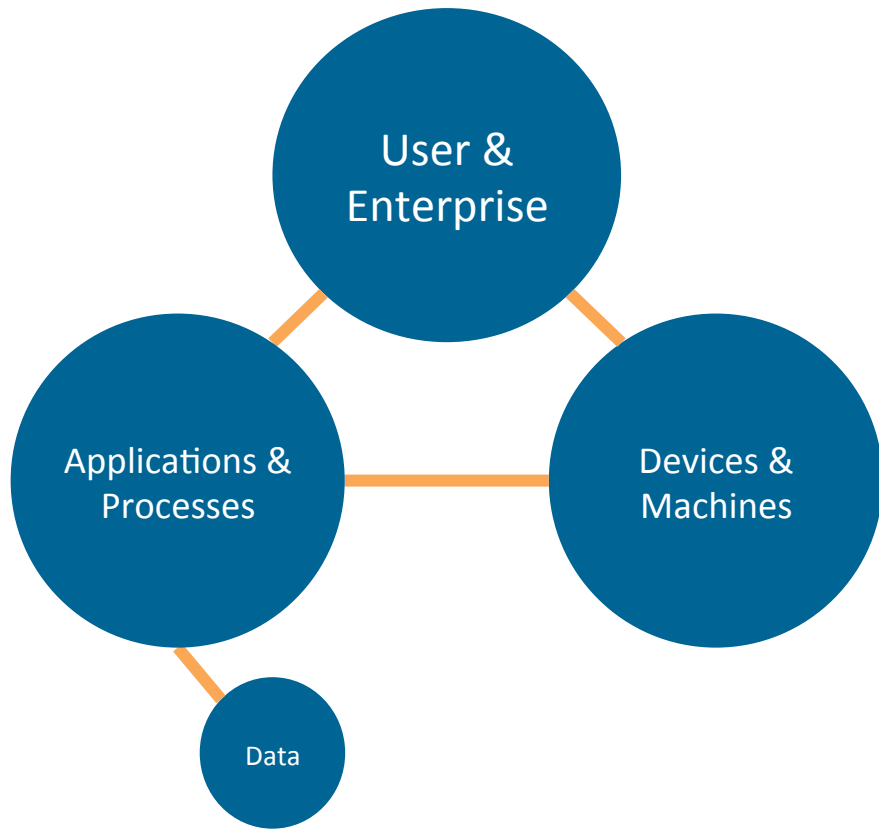 User &
Enterprise
Applications &
Processes
Devices &
Machines
Data